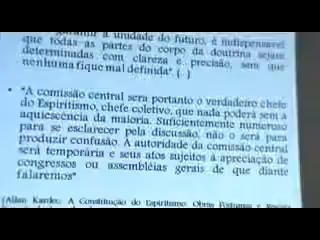 garantir a unidade do futuro, é indispensável
que todas as partes do corpo da doutrina sejam
determinadas com clareza e precisão, sem que
nenhuma fique mal definida" (...)
• "A comissão central será portanto o verdadeiro chefe
do Espiritismo, chefe coletivo, que nada poderá sem a
aquiescência da maioria. Suficientemente numeroso
para se esclarecer pela discussão, não o será para
produzir confusão. A autoridade da comissão central
será temporária e seus atos sujeitos à apreciação de
congressos ou assembléias gerais de que diante
falaremos"
(Allan Kardec. A Constituição do Espiritismo. Obras Póstumas e Revista